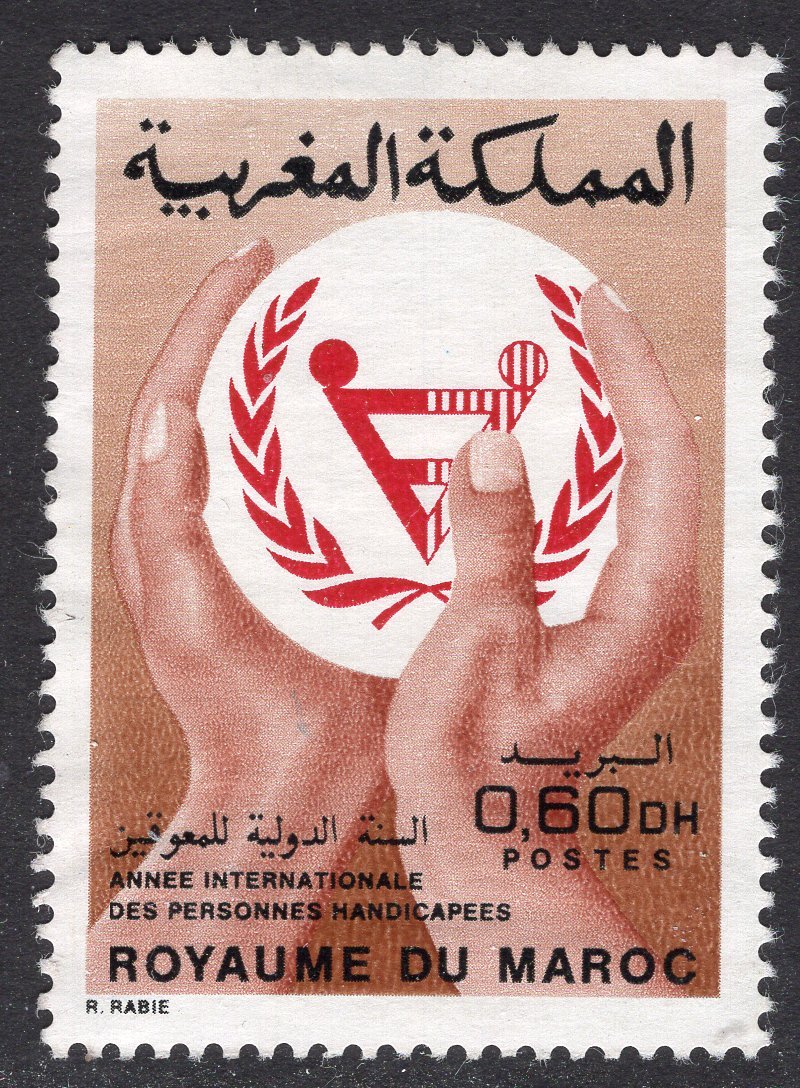 المملكة المغربية
البريد
0,60DH
POSTES
السنة الدولية للمعوقين
ANNEE INTERNATIONALE
DES PERSONNES HANDICAPEES
ROYAUME DU MAROC
R. RABIE